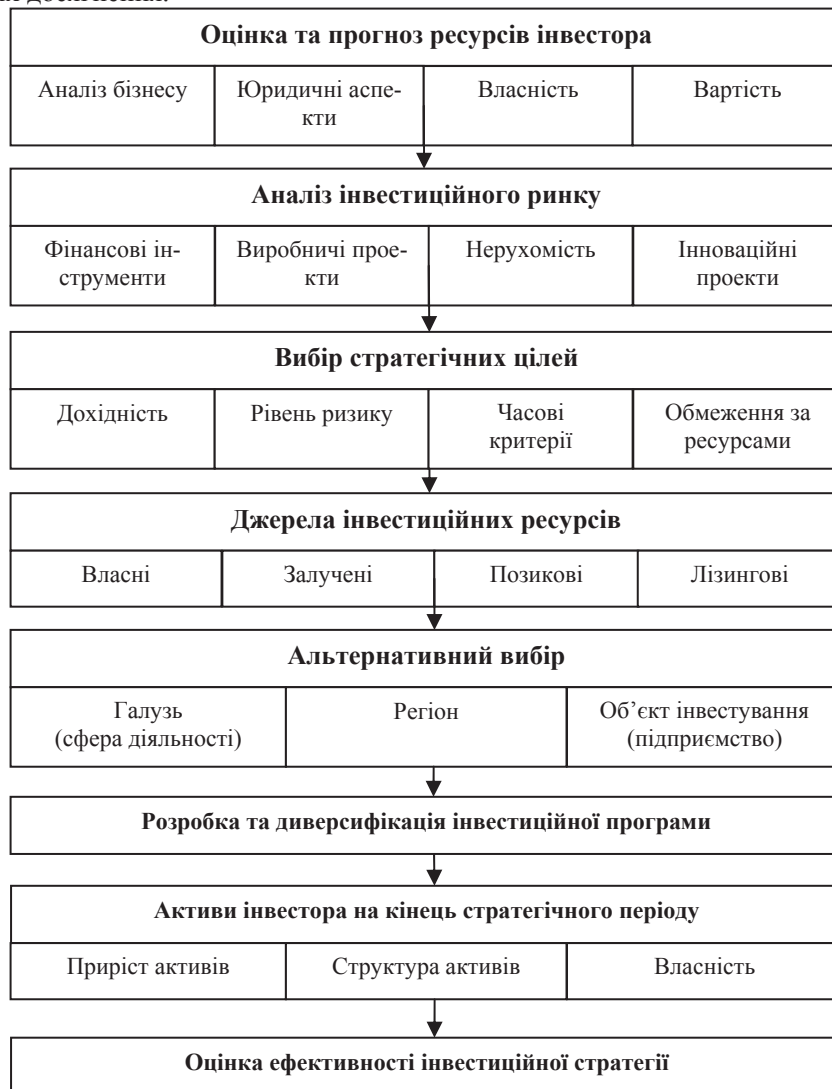 Оцінка та прогноз ресурсів інвестора
Аналіз бізнесу
Юридичні аспе-
кти
Власність
Вартість
Аналіз інвестиційного ринку
Фінансові ін-
струменти
Виробничі прое-
кти
Нерухомість
Інноваційні
проекти
Вибір стратегічних цілей
Дохідність
Рівень ризику
Часові
критерії
Обмеження за
ресурсами
Джерела інвестиційних ресурсів
Власні
Залучені
Позикові
Лізингові
Альтернативний вибір
Галузь
(сфера діяльності)
Регіон
Об’єкт інвестування
(підприємство)
Розробка та диверсифікація інвестиційної програми
Активи інвестора на кінець стратегічного періоду
Приріст активів
Структура активів
Власність
Оцінка ефективності інвестиційної стратегії